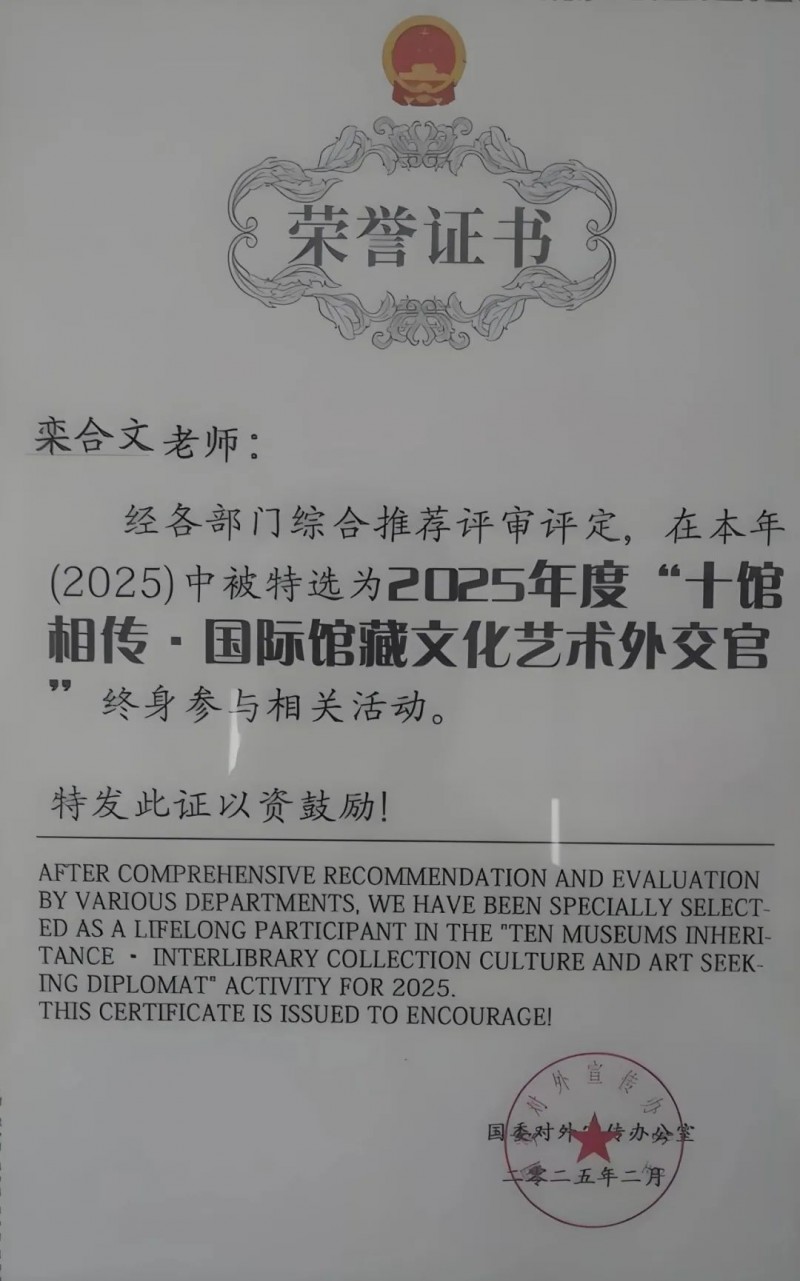 荣誉证书
栾合文老师：
经各部门综合推荐评审评定，在本年
(2025)中被特选为2025年度“十馆
相传·国际馆藏文化艺术外交官
”终身参与相关活动。
特发此证以资鼓励！
AFTER COMPREHENSIVE RECOMMENDATION AND EVALUATION
BY VARIOUS DEPARTMENTS, WE HAVE BEEN SPECIALLY SELECT-
ED AS A LIFELONG PARTICIPANT IN THE "TEN MUSEUMS INHERI-
TANCE · INTERLIBRARY COLLECTION CULTURE AND ART SEEK-
ING DIPLOMAT" ACTIVITY FOR 2025.
THIS CERTIFICATE IS ISSUED TO ENCOURAGE!
对外宣传办
国委对外宣传办公室
二零二五年二月